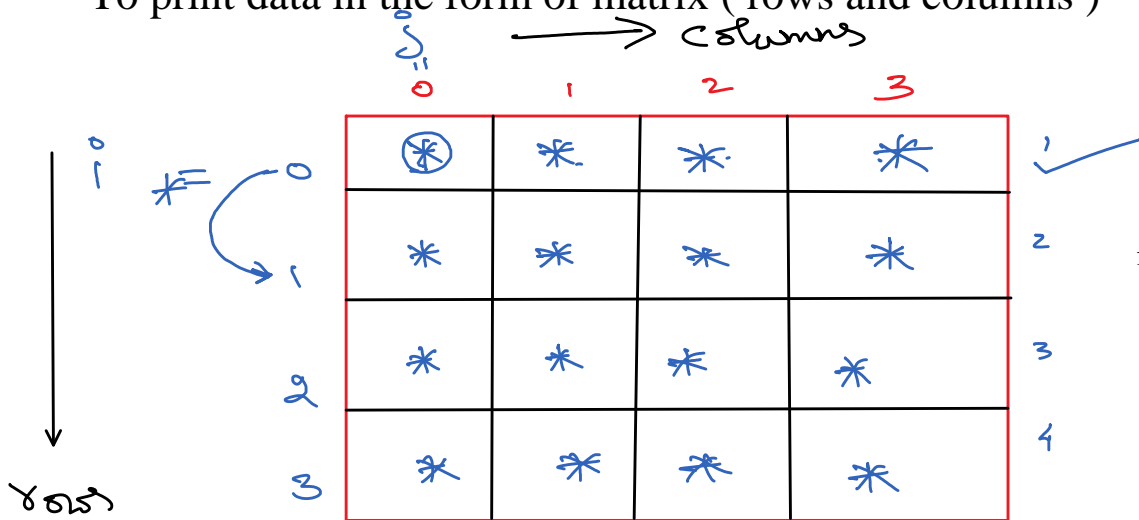 To print data in the form of matrix ( rows and columns )
j → columns
=
0 1 2 3
i *= 0 * * * * 1 ✓
1 * * * * 2
2 * * * * 3
3 * * * * 4
rows